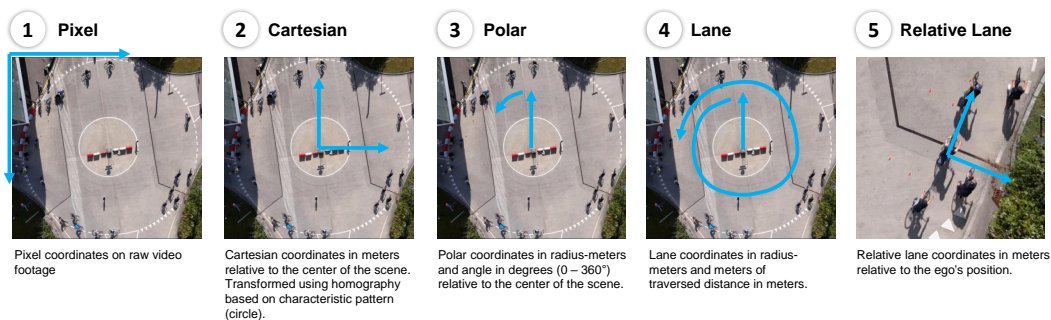 1 Pixel
2 Cartesian
3 Polar
4 Lane
5 Relative Lane
Pixel coordinates on raw video
footage
Cartesian coordinates in meters
relative to the center of the scene.
Transformed using homography
based on characteristic pattern
(circle).
Polar coordinates in radius-meters
and angle in degrees (0 – 360°)
relative to the center of the scene.
Lane coordinates in radius-
meters and meters of
traversed distance in meters.
Relative lane coordinates in meters
relative to the ego's position.